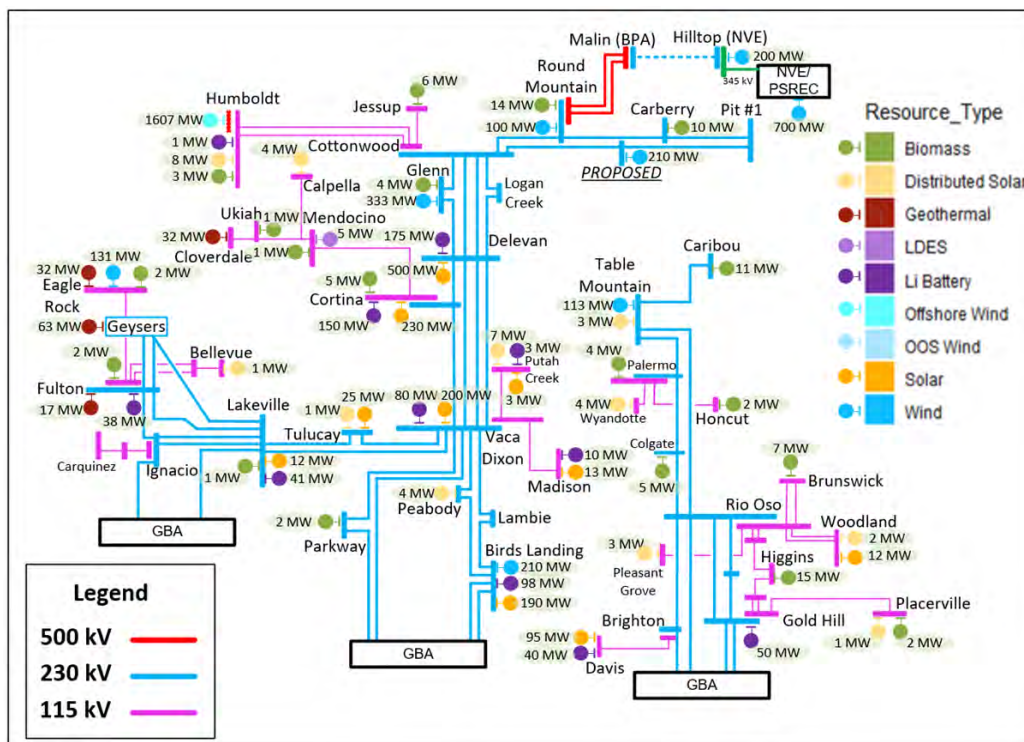 Malin (BPA)
Hilltop (NVE)
200 MW
345 kV
NVE/
PSREC
700 MW
Round
Mountain
14 MW
100 MW
Carberry
10 MW
Pit #1
210 MW
PROPOSED
6 MW
Jessup
Humboldt
1607 MW
1 MW
8 MW
3 MW
Cottonwood
4 MW
Calpella
Glenn
4 MW
333 MW
Logan
Creek
Ukiah
1 MW
Mendocino
5 MW
32 MW
Cloverdale
1 MW
175 MW
Delevan
500 MW
5 MW
Cortina
150 MW
230 MW
131 MW
32 MW
2 MW
Eagle
Rock
63 MW
Geysers
2 MW
Bellevue
1 MW
Fulton
17 MW
38 MW
Lakeville
25 MW
1 MW
Tulucay
80 MW
200 MW
7 MW
3 MW
Putah
Creek
3 MW
Vaca
Dixon
10 MW
13 MW
Madison
Carquinez
Ignacio
12 MW
1 MW
41 MW
GBA
4 MW
Peabody
2 MW
Parkway
Lambie
Birds Landing
210 MW
98 MW
190 MW
GBA
Caribou
11 MW
Table
Mountain
113 MW
3 MW
4 MW
Palermo
4 MW
Wyandotte
2 MW
Honcut
Colgate
5 MW
7 MW
Brunswick
Rio Oso
Woodland
2 MW
12 MW
3 MW
Pleasant
Grove
Higgins
15 MW
Placerville
Gold Hill
1 MW
2 MW
50 MW
Brighton
95 MW
40 MW
Davis
GBA
Resource_Type
Biomass
Distributed Solar
Geothermal
LDES
Li Battery
Offshore Wind
OOS Wind
Solar
Wind
Legend
500 kV
230 kV
115 kV